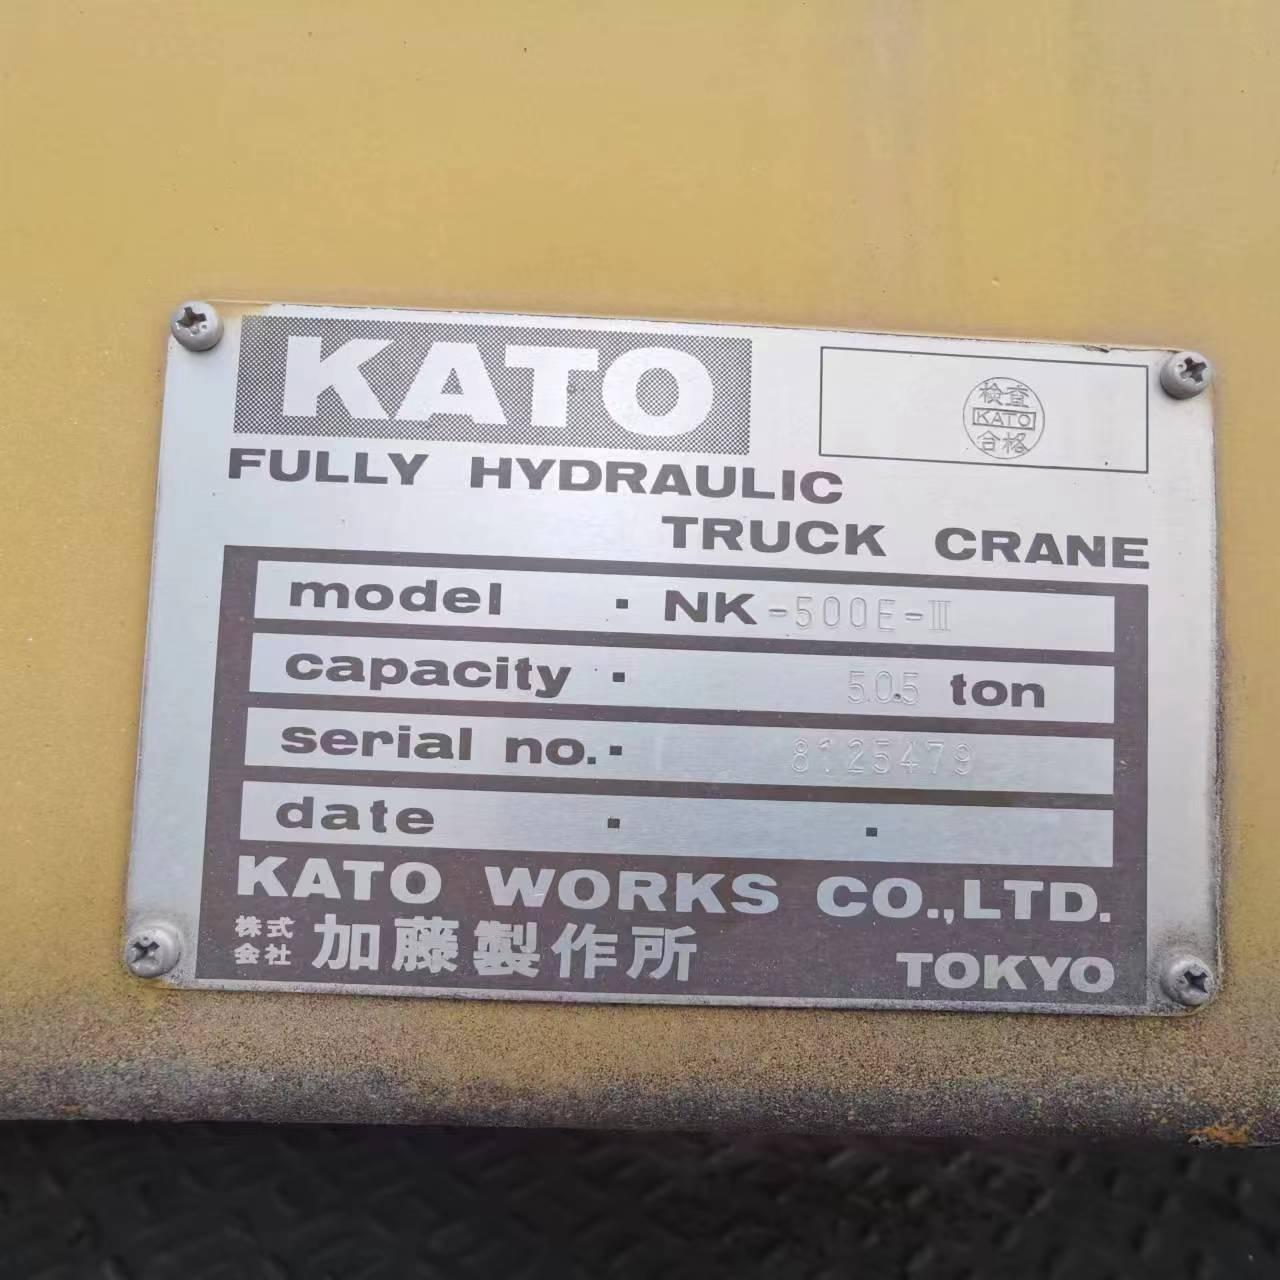 KATO
検査
KATO
合格
FULLY HYDRAULIC
TRUCK CRANE
model · NK-500E-III
capacity · 50.5 ton
serial no. · 8125479
date · ·
KATO WORKS CO.,LTD.
株式会社 加藤製作所 TOKYO